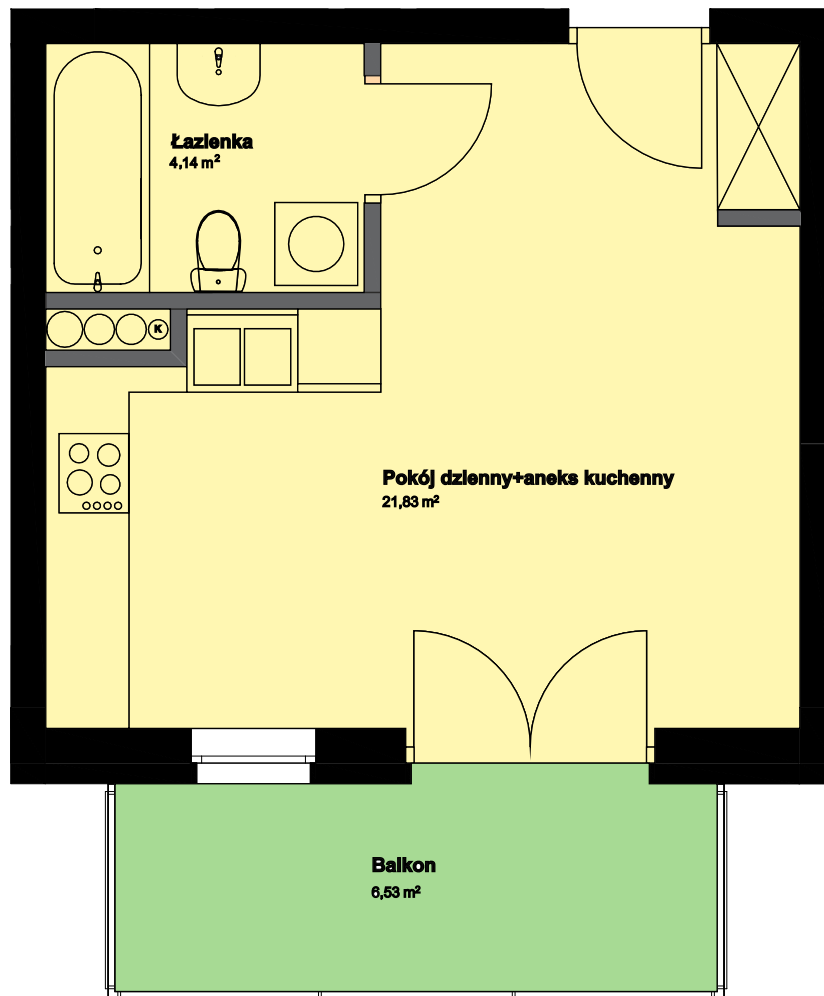 Łazienka
4,14 m²
K
Pokój dzienny+aneks kuchenny
21,83 m²
Balkon
6,53 m²